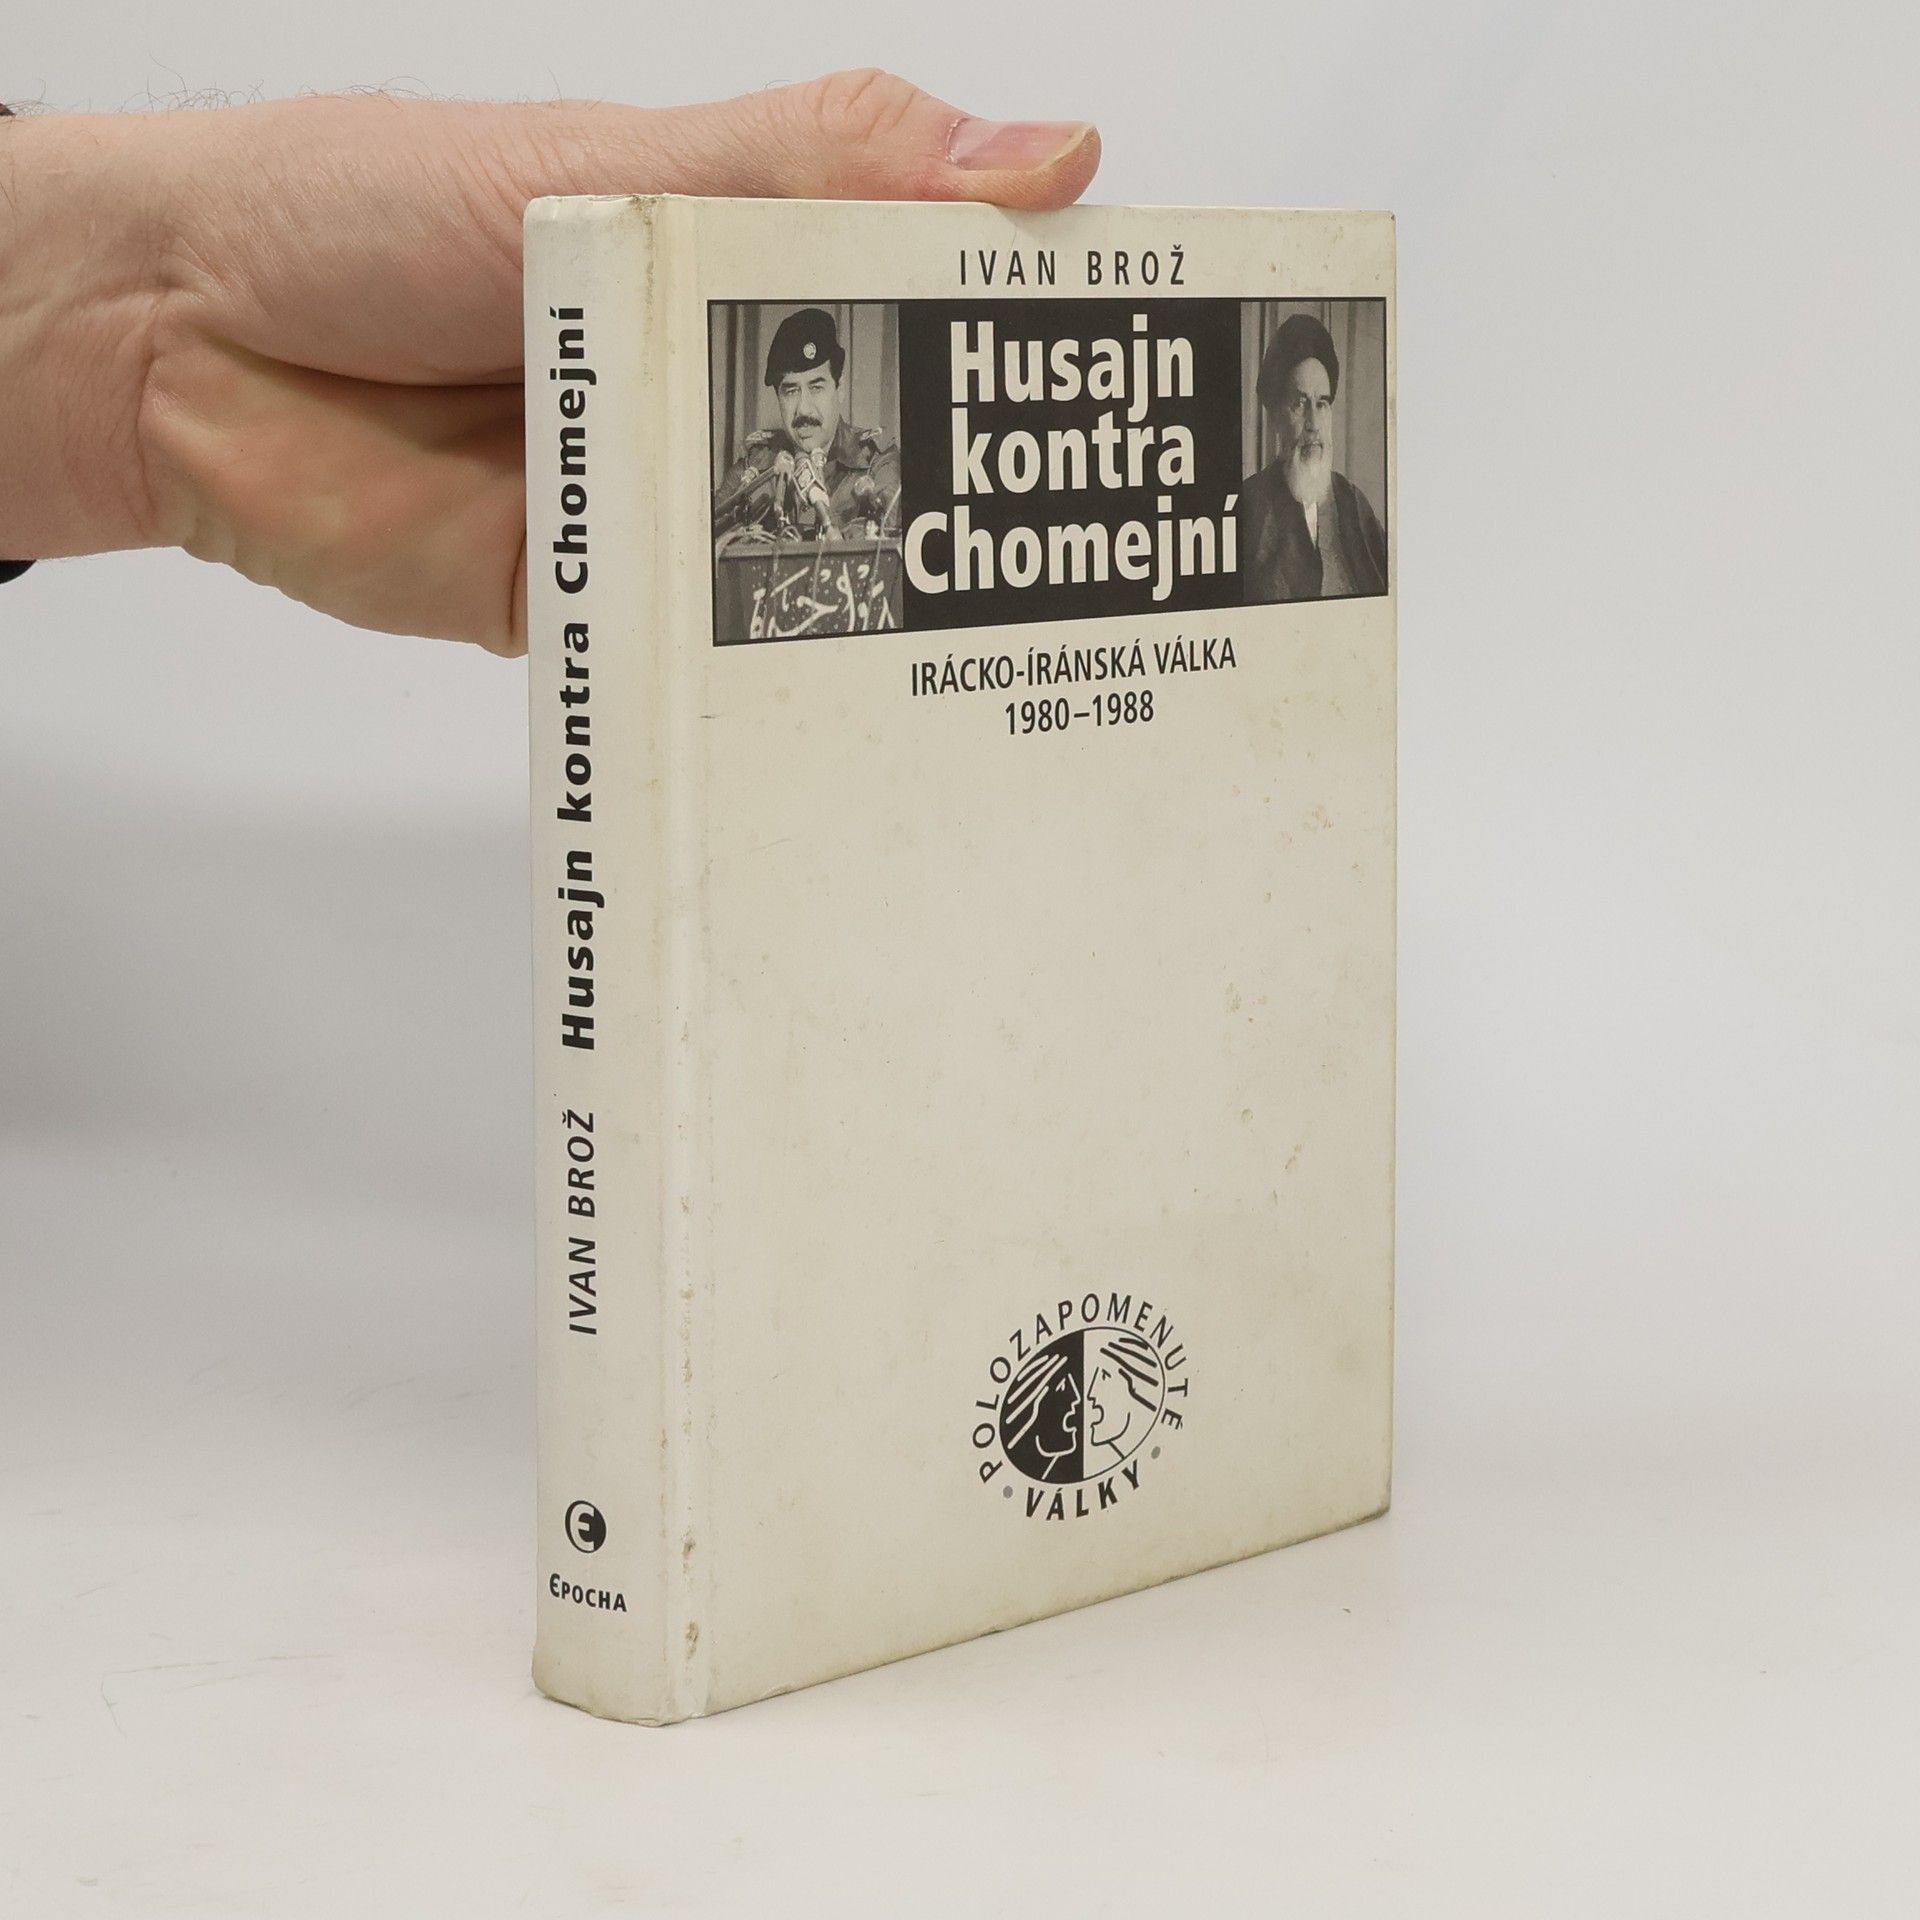 IVAN BROŽ
Husajn
kontra
Chomejní
IRÁCKO-ÍRÁNSKÁ VÁLKA
1980–1988
• POLOZAPOMENUTÉ •
VÁLKY
IVAN BROŽ Husajn kontra Chomejní
EPOCHA